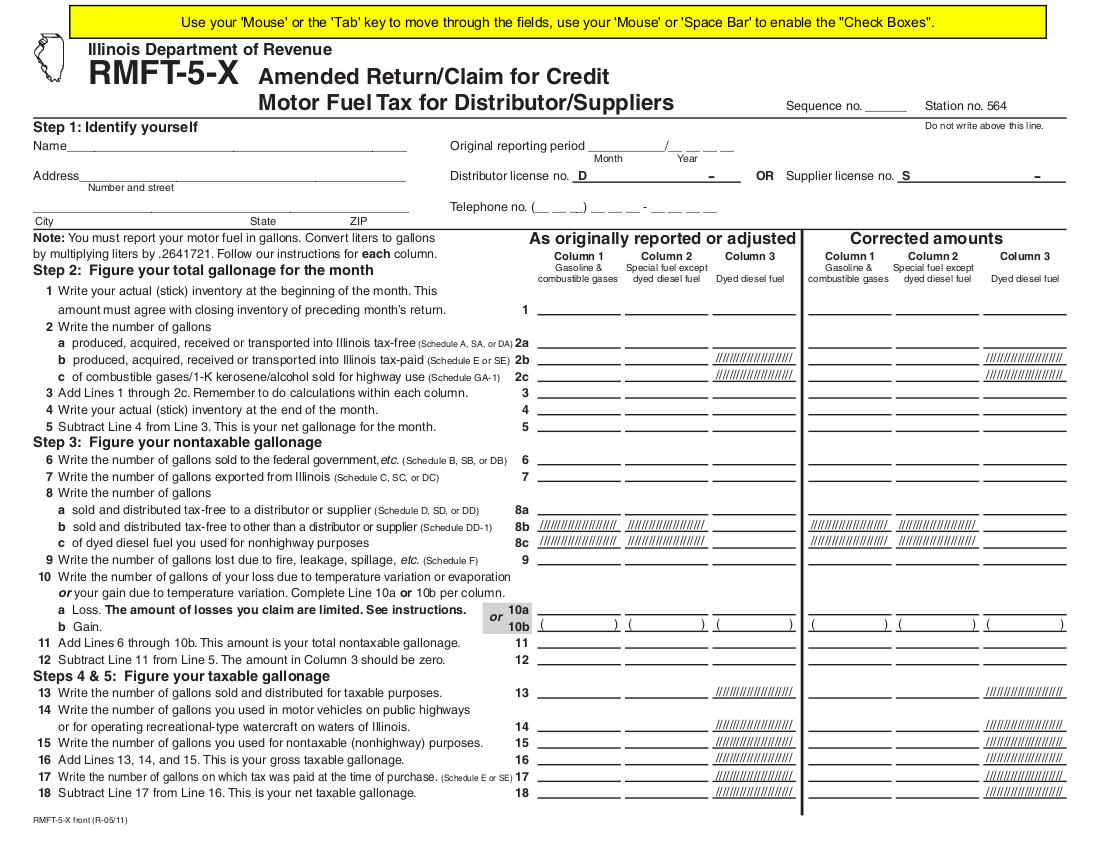 Use your 'Mouse' or the 'Tab' key to move through the fields, use your 'Mouse' or 'Space Bar' to enable the "Check Boxes".
Illinois Department of Revenue
RMFT-5-X Amended Return/Claim for Credit
Motor Fuel Tax for Distributor/Suppliers
Sequence no. ______ Station no. 564
Do not write above this line.
Step 1: Identify yourself
Name
Original reporting period ___________/__ __ __ __
Month Year
Address
Number and street
Distributor license no. D – OR Supplier license no. S –
Telephone no. (__ __ __) __ __ __ - __ __ __ __
City State ZIP
Note: You must report your motor fuel in gallons. Convert liters to gallons
by multiplying liters by .2641721. Follow our instructions for each column.
As originally reported or adjusted Corrected amounts
Column 1 Column 2 Column 3 Column 1 Column 2 Column 3
Gasoline & Special fuel except Gasoline & Special fuel except
combustible gases dyed diesel fuel Dyed diesel fuel combustible gases dyed diesel fuel Dyed diesel fuel
Step 2: Figure your total gallonage for the month
1 Write your actual (stick) inventory at the beginning of the month. This
amount must agree with closing inventory of preceding month's return. 1
2 Write the number of gallons
a produced, acquired, received or transported into Illinois tax-free (Schedule A, SA, or DA) 2a
b produced, acquired, received or transported into Illinois tax-paid (Schedule E or SE) 2b
c of combustible gases/1-K kerosene/alcohol sold for highway use (Schedule GA-1) 2c
3 Add Lines 1 through 2c. Remember to do calculations within each column. 3
4 Write your actual (stick) inventory at the end of the month. 4
5 Subtract Line 4 from Line 3. This is your net gallonage for the month. 5
Step 3: Figure your nontaxable gallonage
6 Write the number of gallons sold to the federal government,etc. (Schedule B, SB, or DB) 6
7 Write the number of gallons exported from Illinois (Schedule C, SC, or DC) 7
8 Write the number of gallons
a sold and distributed tax-free to a distributor or supplier (Schedule D, SD, or DD) 8a
b sold and distributed tax-free to other than a distributor or supplier (Schedule DD-1) 8b
c of dyed diesel fuel you used for nonhighway purposes 8c
9 Write the number of gallons lost due to fire, leakage, spillage, etc. (Schedule F) 9
10 Write the number of gallons of your loss due to temperature variation or evaporation
or your gain due to temperature variation. Complete Line 10a or 10b per column.
a Loss. The amount of losses you claim are limited. See instructions. or 10a
b Gain. 10b ( ) ( ) ( ) ( ) ( ) ( )
11 Add Lines 6 through 10b. This amount is your total nontaxable gallonage. 11
12 Subtract Line 11 from Line 5. The amount in Column 3 should be zero. 12
Steps 4 & 5: Figure your taxable gallonage
13 Write the number of gallons sold and distributed for taxable purposes. 13
14 Write the number of gallons you used in motor vehicles on public highways
or for operating recreational-type watercraft on waters of Illinois. 14
15 Write the number of gallons you used for nontaxable (nonhighway) purposes. 15
16 Add Lines 13, 14, and 15. This is your gross taxable gallonage. 16
17 Write the number of gallons on which tax was paid at the time of purchase. (Schedule E or SE) 17
18 Subtract Line 17 from Line 16. This is your net taxable gallonage. 18
RMFT-5-X front (R-05/11)